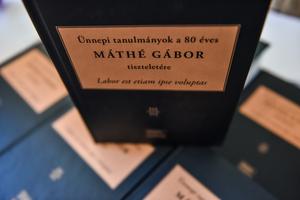 Ünnepi tanulmányok a 80 éves
MÁTHÉ GÁBOR
tiszteletére
Labor est etiam ipse voluptas